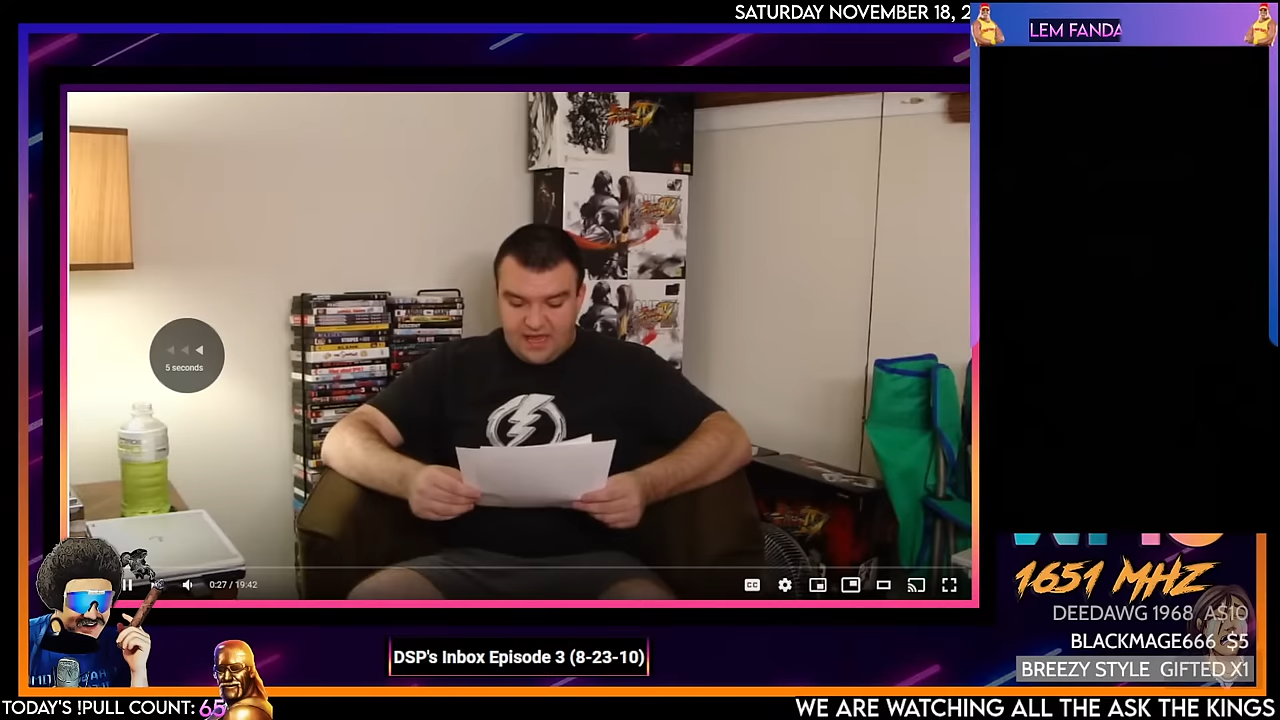 SATURDAY NOVEMBER 18, 2
LEM FANDA
5 seconds
0:27 / 19:42
CC
1651 MHZ
DEEDAWG 1968 A$10
BLACKMAGE666 $5
BREEZY STYLE GIFTED X1
DSP's Inbox Episode 3 (8-23-10)
TODAY'S !PULL COUNT: 65
WE ARE WATCHING ALL THE ASK THE KINGS